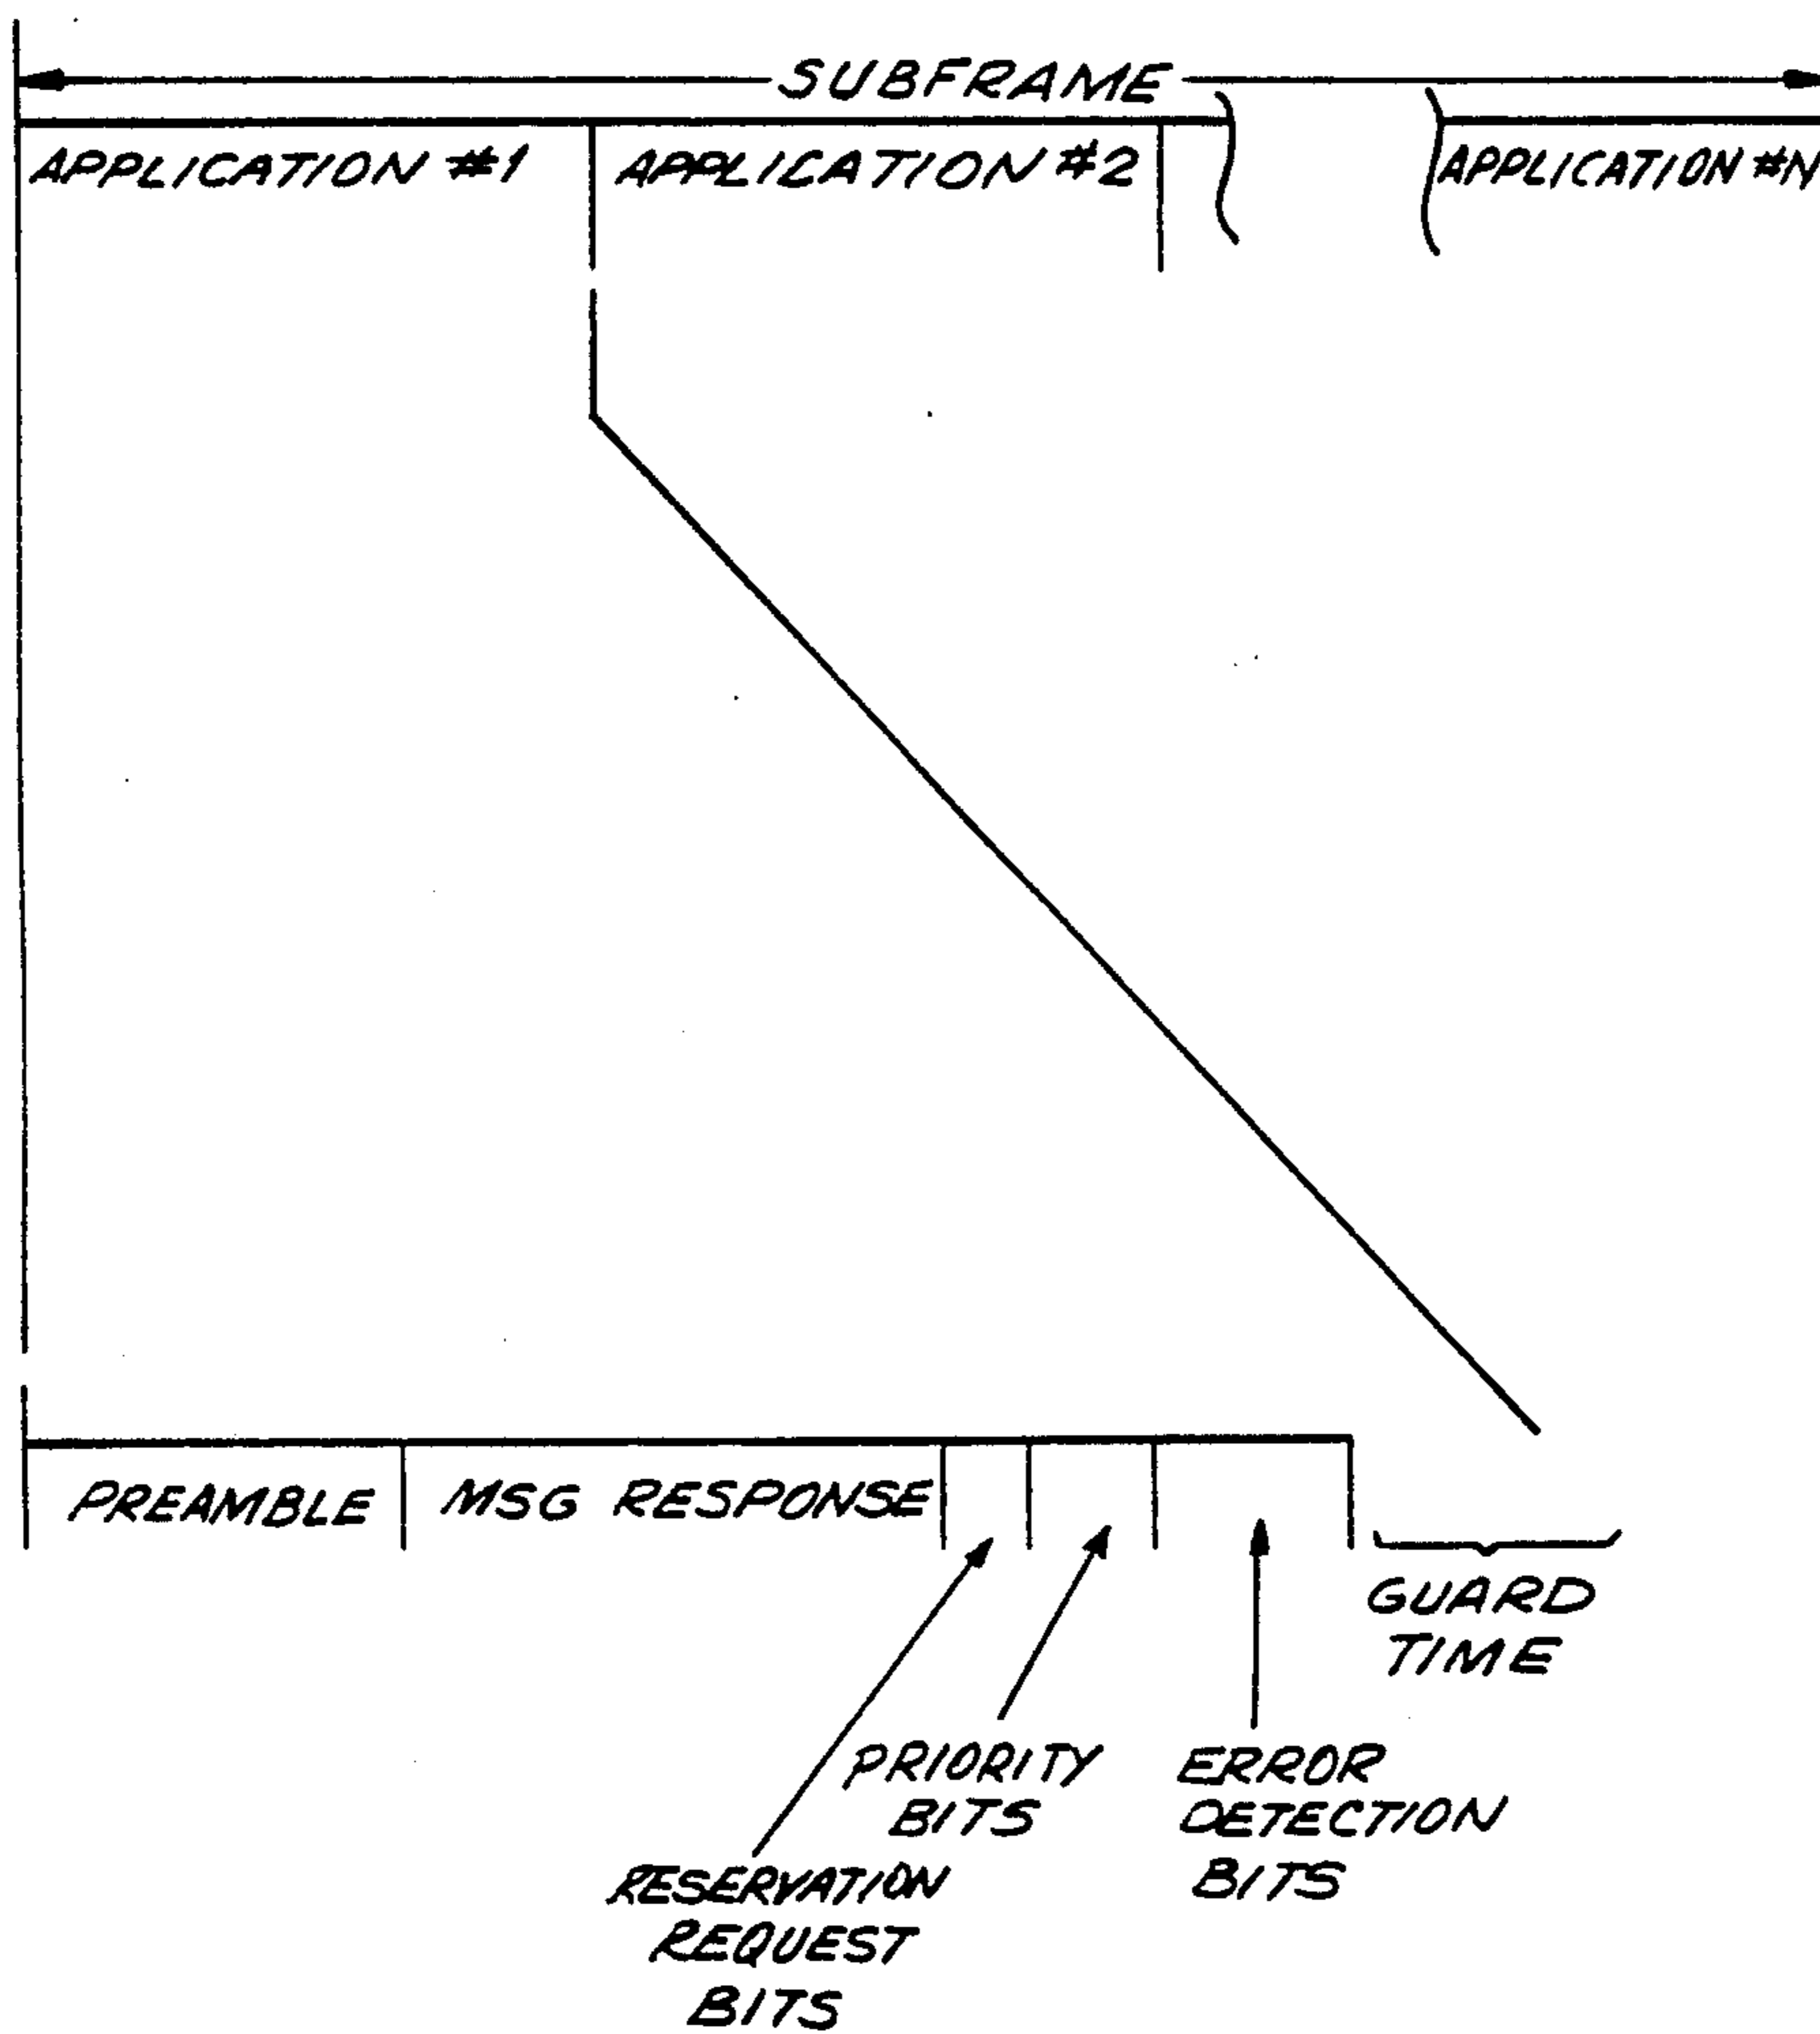 SUBFRAME
APPLICATION #1
APPLICATION #2
APPLICATION #N
PREAMBLE
MSG RESPONSE
GUARD
TIME
PRIORITY
BITS
ERROR
DETECTION
BITS
RESERVATION
REQUEST
BITS